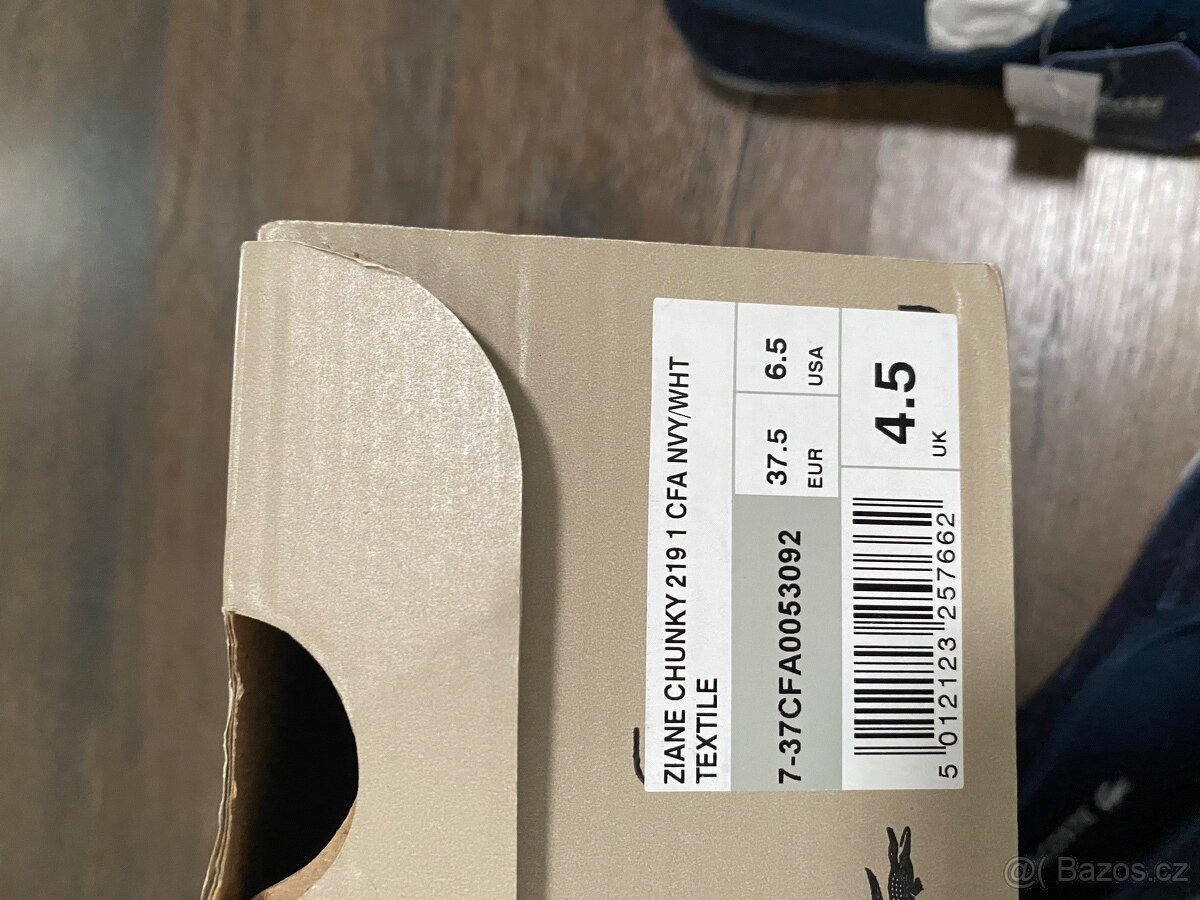 ZIANE CHUNKY 219 1 CFA NVY/WHT
TEXTILE
7-37CFA0053092
37.5
EUR
6.5
USA
5 012123 257662
4.5
UK
@( Bazos.cz